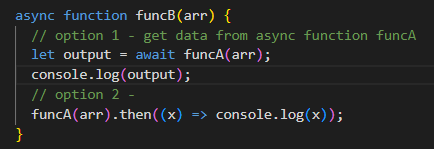 async function funcB(arr) {
// option 1 - get data from async function funcA
let output = await funcA(arr);
console.log(output);
// option 2 -
funcA(arr).then((x) => console.log(x));
}